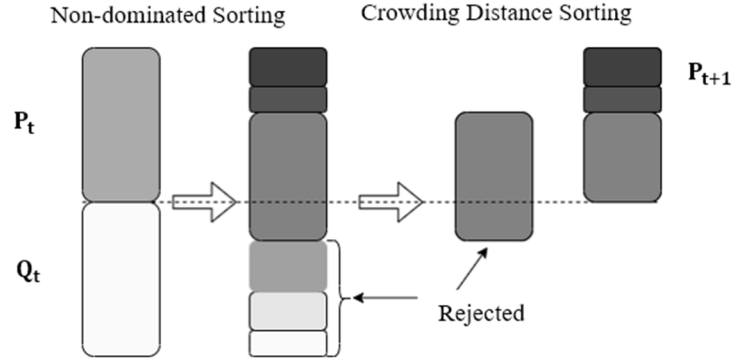 Non-dominated Sorting
Crowding Distance Sorting
Pₜ
Pₜ₊₁
Qₜ
Rejected